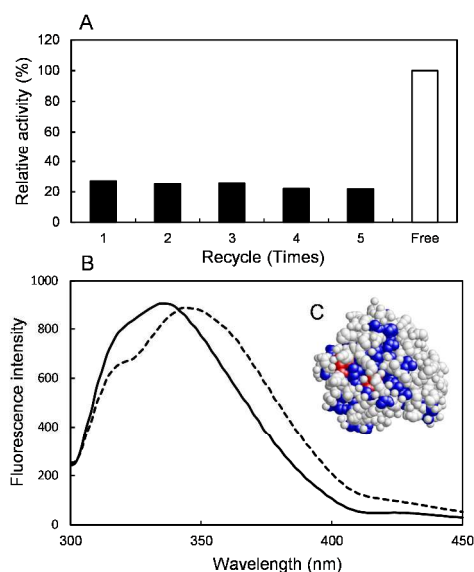 A
Relative activity (%)
120
100
80
60
40
20
0
1 2 3 4 5 Free
Recycle (Times)
B
C
Fluorescence intensity
1000
800
600
400
200
0
300 350 400 450
Wavelength (nm)